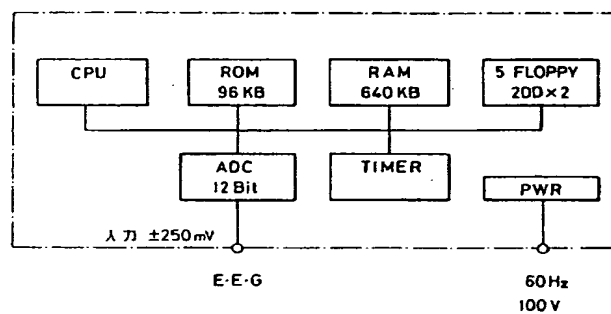 CPU
ROM
96 KB
RAM
640 KB
5 FLOPPY
2DD×2
ADC
12 Bit
TIMER
PWR
入力 ±250mV
E·E·G
60Hz
100V